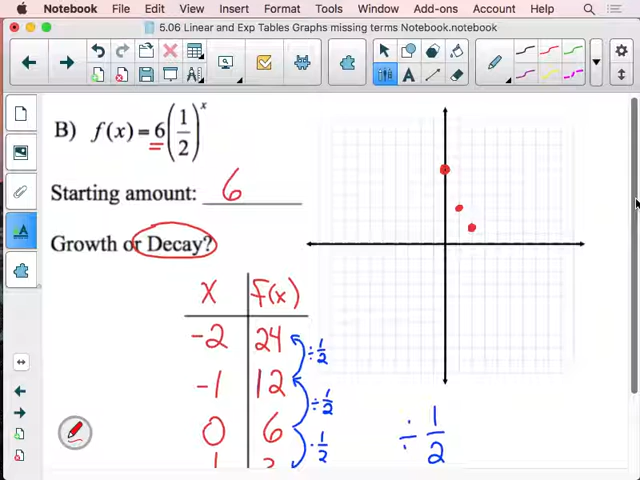 Notebook File Edit View Insert Format Tools Window Add-ons Account Help
5.06 Linear and Exp Tables Graphs missing terms Notebook.notebook
B) f(x) = 6(1/2)^x
Starting amount: 6
Growth or Decay?
x f(x)
-2 24
÷ 1/2
-1 12
÷ 1/2
0 6
· 1/2
÷ 1/2